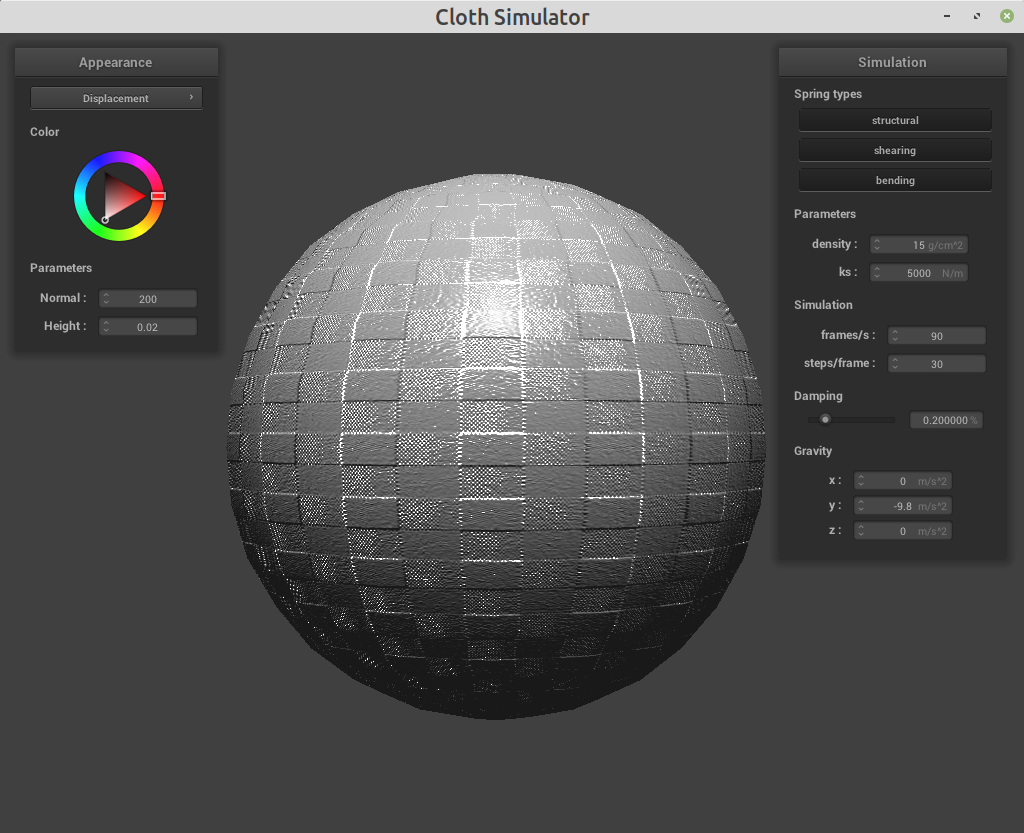 Cloth Simulator
Appearance
Displacement
Color
Parameters
Normal : 200
Height : 0.02
Simulation
Spring types
structural
shearing
bending
Parameters
density : 15 g/cm^2
ks : 5000 N/m
Simulation
frames/s : 90
steps/frame : 30
Damping
0.200000 %
Gravity
x : 0 m/s^2
y : -9.8 m/s^2
z : 0 m/s^2